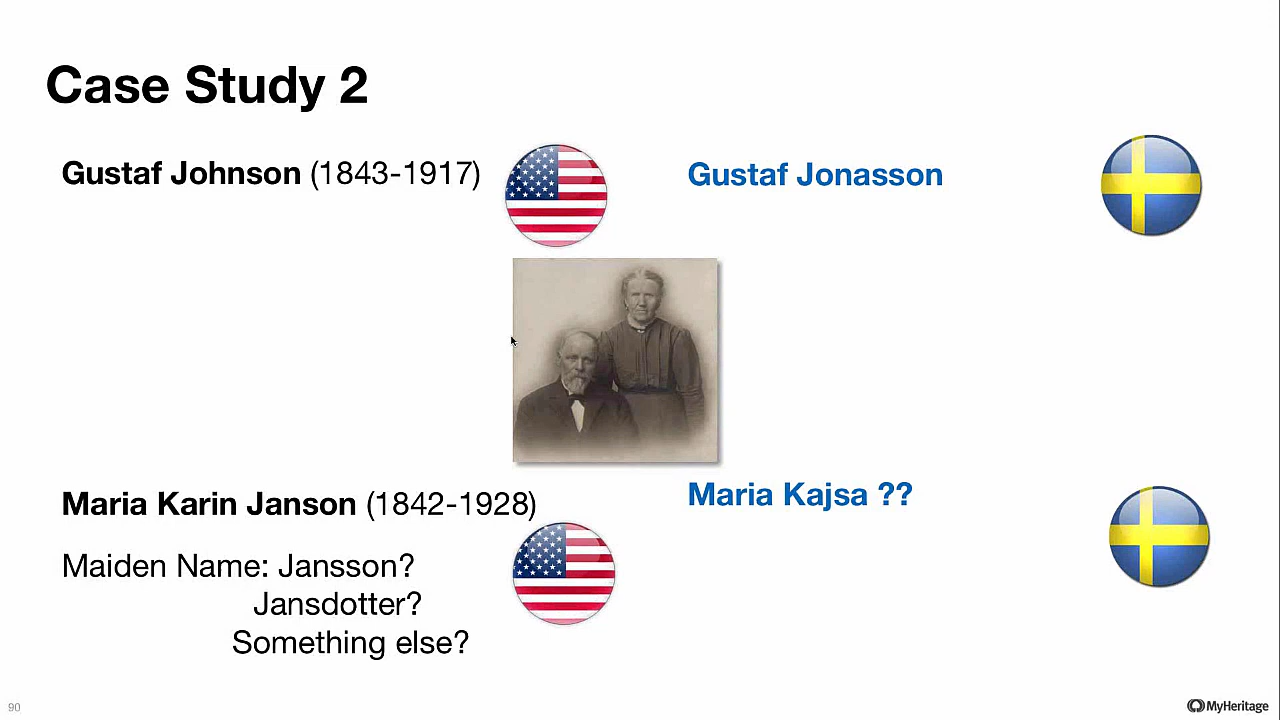 Case Study 2
Gustaf Johnson (1843-1917)
Gustaf Jonasson
Maria Karin Janson (1842-1928)
Maria Kajsa ??
Maiden Name: Jansson?
Jansdotter?
Something else?
90
MyHeritage